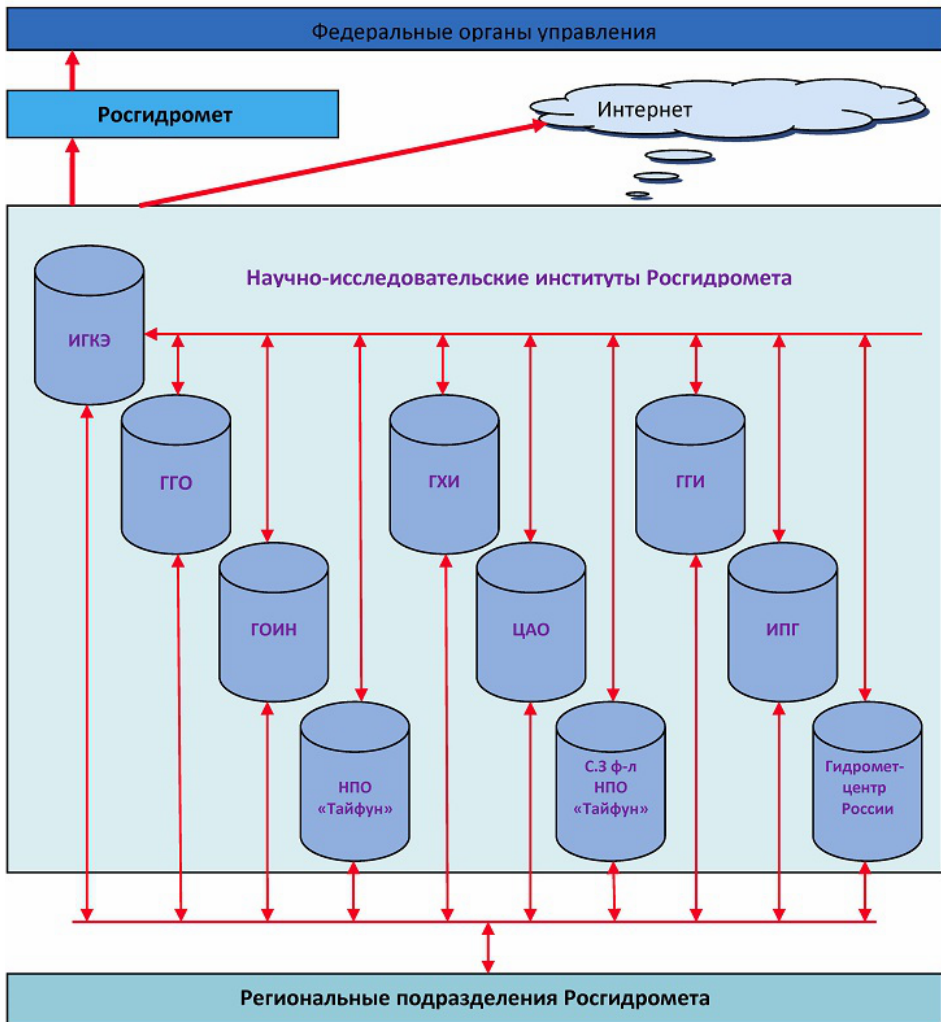 Федеральные органы управления
Росгидромет
Интернет
Научно-исследовательские институты Росгидромета
ИГКЭ
ГГО
ГХИ
ГГИ
ГОИН
ЦАО
ИПГ
НПО
«Тайфун»
С.З ф-л
НПО
«Тайфун»
Гидромет-
центр
России
Региональные подразделения Росгидромета